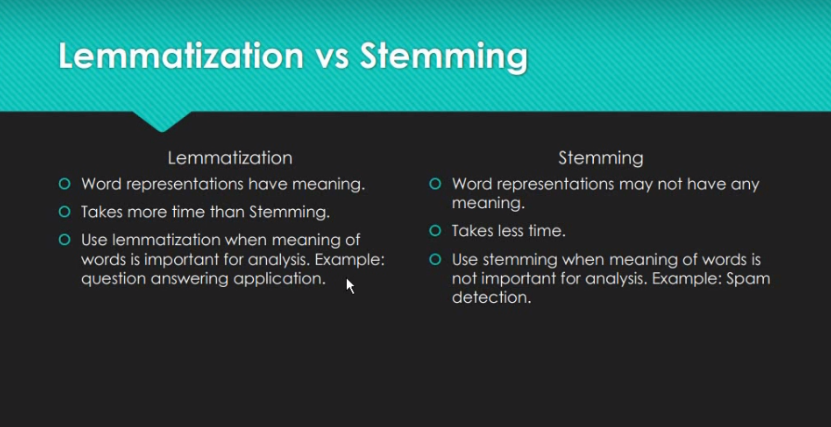 Lemmatization vs Stemming
Lemmatization
Word representations have meaning.
Takes more time than Stemming.
Use lemmatization when meaning of
words is important for analysis. Example:
question answering application.
Stemming
Word representations may not have any
meaning.
Takes less time.
Use stemming when meaning of words is
not important for analysis. Example: Spam
detection.